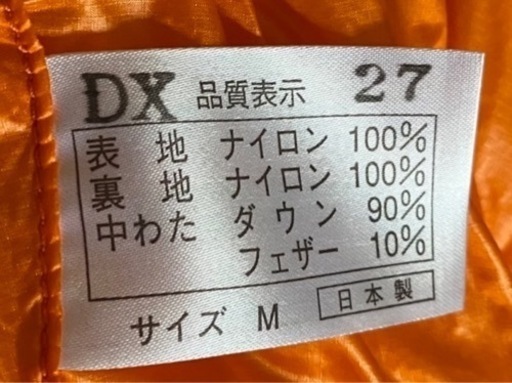 DX 品質表示 27
表 地 ナイロン 100%
裏 地 ナイロン 100%
中わた ダウン 90%
フェザー 10%
サイズ M 日本製